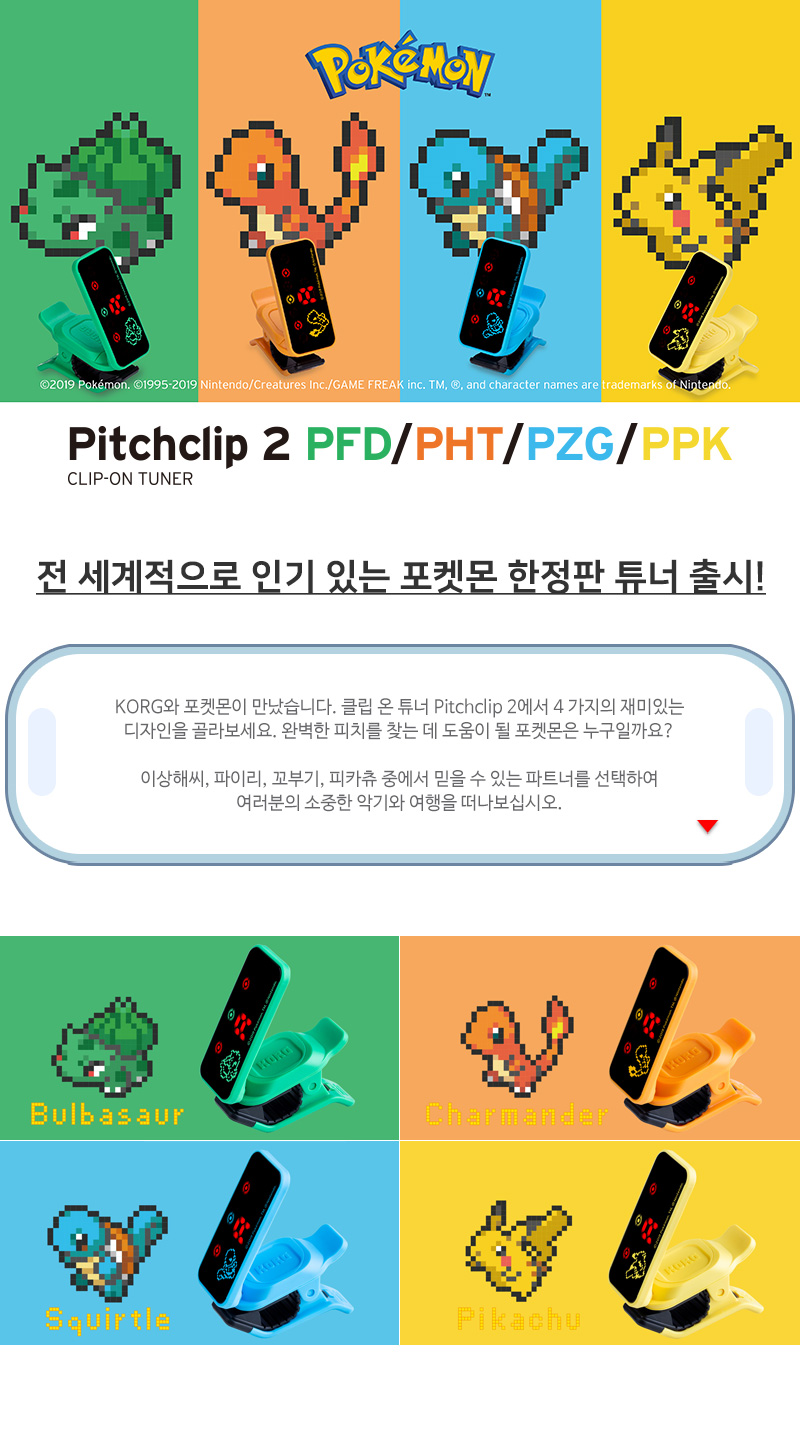 POKéMON
©2019 Pokémon. ©1995-2019 Nintendo/Creatures Inc./GAME FREAK inc. TM, ®, and character names are trademarks of Nintendo.
Pitchclip 2 PFD/PHT/PZG/PPK
CLIP-ON TUNER
전 세계적으로 인기 있는 포켓몬 한정판 튜너 출시!
KORG와 포켓몬이 만났습니다. 클립 온 튜너 Pitchclip 2에서 4 가지의 재미있는
디자인을 골라보세요. 완벽한 피치를 찾는 데 도움이 될 포켓몬은 누구일까요?
이상해씨, 파이리, 꼬부기, 피카츄 중에서 믿을 수 있는 파트너를 선택하여
여러분의 소중한 악기와 여행을 떠나보십시오.
KORG
Bulbasaur
KORG
Charmander
KORG
Squirtle
KORG
Pikachu